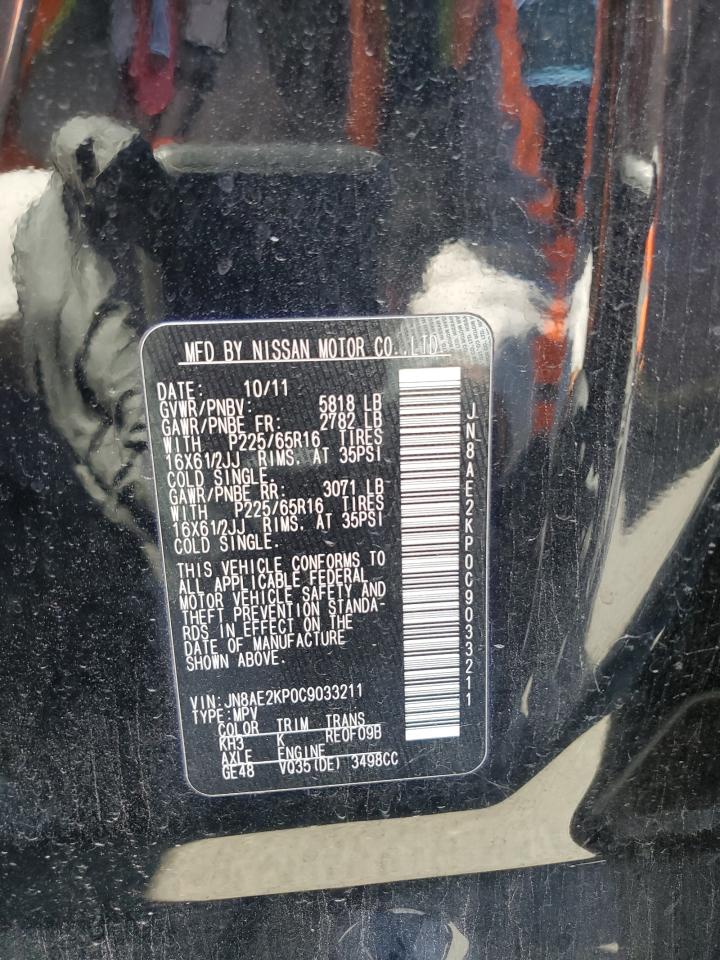 MFD BY NISSAN MOTOR CO.,LTD.
DATE: 10/11
GVWR/PNBV: 5818 LB
GAWR/PNBE FR: 2782 LB
WITH P225/65R16 TIRES
16X61/2JJ RIMS. AT 35PSI
COLD SINGLE.
GAWR/PNBE RR: 3071 LB
WITH P225/65R16 TIRES
16X61/2JJ RIMS. AT 35PSI
COLD SINGLE.
THIS VEHICLE CONFORMS TO
ALL APPLICABLE FEDERAL
MOTOR VEHICLE SAFETY AND
THEFT PREVENTION STANDA-
RDS IN EFFECT ON THE
DATE OF MANUFACTURE
SHOWN ABOVE.
VIN:JN8AE2KP0C9033211
TYPE:MPV
COLOR TRIM TRANS
KH3 K RE0F09B
AXLE ENGINE
GE48 VQ35(DE) 3498CC
JN8AE2KP0C9033211